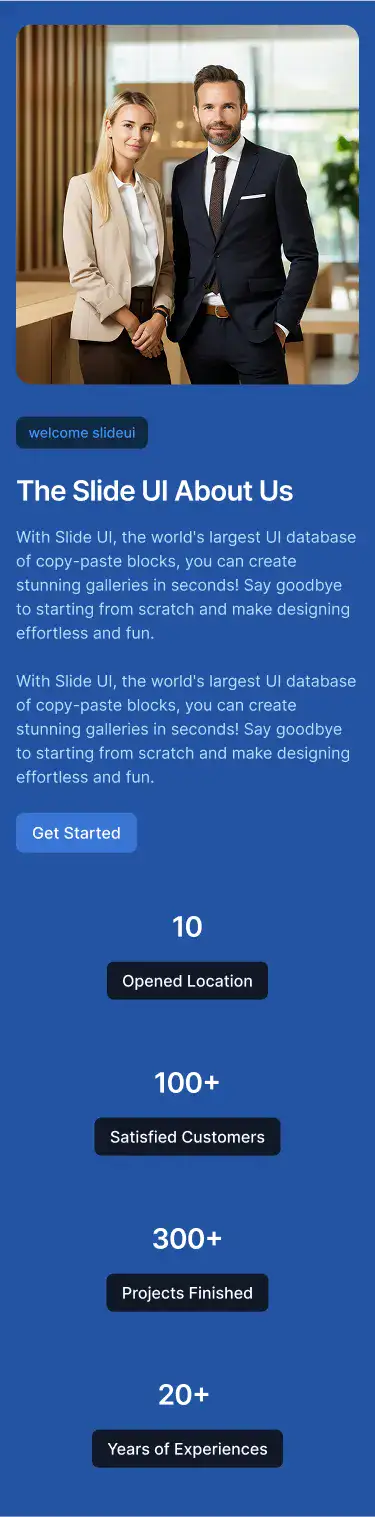 welcome slideui
The Slide UI About Us
With Slide UI, the world's largest UI database
of copy-paste blocks, you can create
stunning galleries in seconds! Say goodbye
to starting from scratch and make designing
effortless and fun.
With Slide UI, the world's largest UI database
of copy-paste blocks, you can create
stunning galleries in seconds! Say goodbye
to starting from scratch and make designing
effortless and fun.
Get Started
10
Opened Location
100+
Satisfied Customers
300+
Projects Finished
20+
Years of Experiences